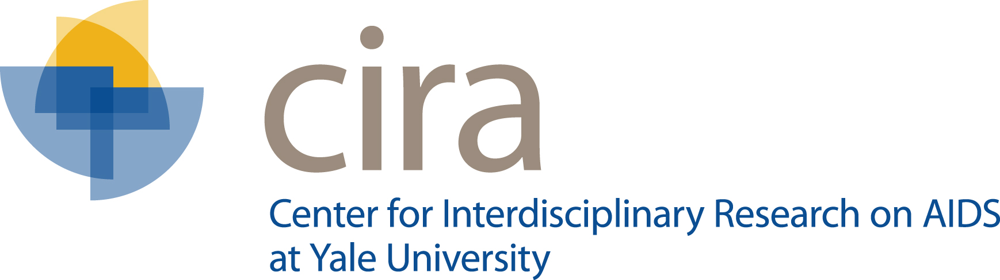 cira
Center for Interdisciplinary Research on AIDS
at Yale University